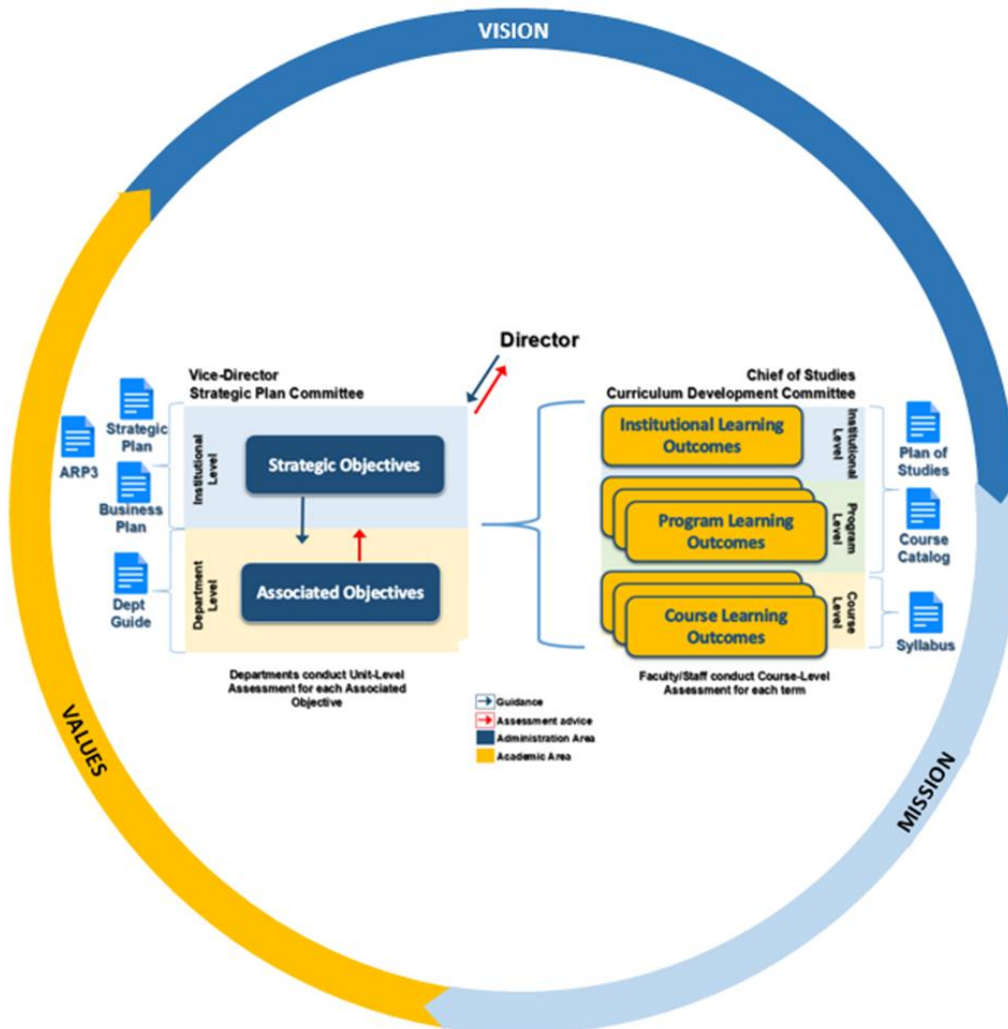 VISION
Director
Vice-Director
Strategic Plan Committee
Chief of Studies
Curriculum Development Committee
Strategic
Plan
ARP3
Business
Plan
Dept
Guide
Institutional
Level
Department
Level
Strategic Objectives
Associated Objectives
Institutional Learning
Outcomes
Program Learning
Outcomes
Course Learning
Outcomes
Institutional
Level
Program
Level
Course
Level
Plan of
Studies
Course
Catalog
Syllabus
Departments conduct Unit-Level
Assessment for each Associated
Objective
Faculty/Staff conduct Course-Level
Assessment for each term
Guidance
Assessment advice
Administration Area
Academic Area
VALUES
MISSION